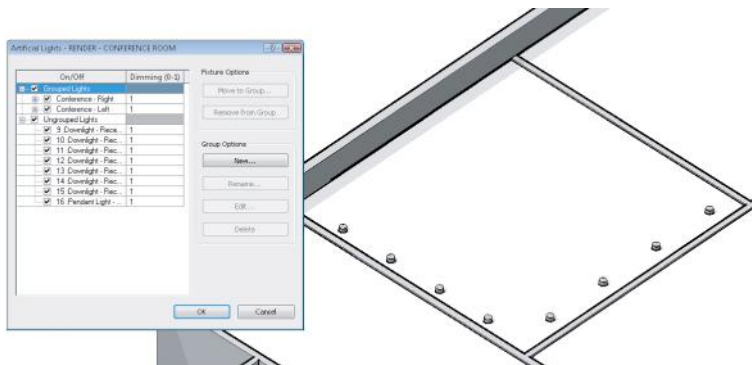 Artificial Lights - RENDER - CONFERENCE ROOM
On/Off Dimming (0-1)
Grouped Lights
Conference - Right 1
Conference - Left 1
Ungrouped Lights
9 :Downlight - Rece... 1
10 :Downlight - Rec... 1
11 :Downlight - Rec... 1
12 :Downlight - Rec... 1
13 :Downlight - Rec... 1
14 :Downlight - Rec... 1
15 :Downlight - Rec... 1
16 :Pendant Light - ... 1
Fixture Options
Move to Group...
Remove from Group
Group Options
New...
Rename...
Edit...
Delete
OK Cancel